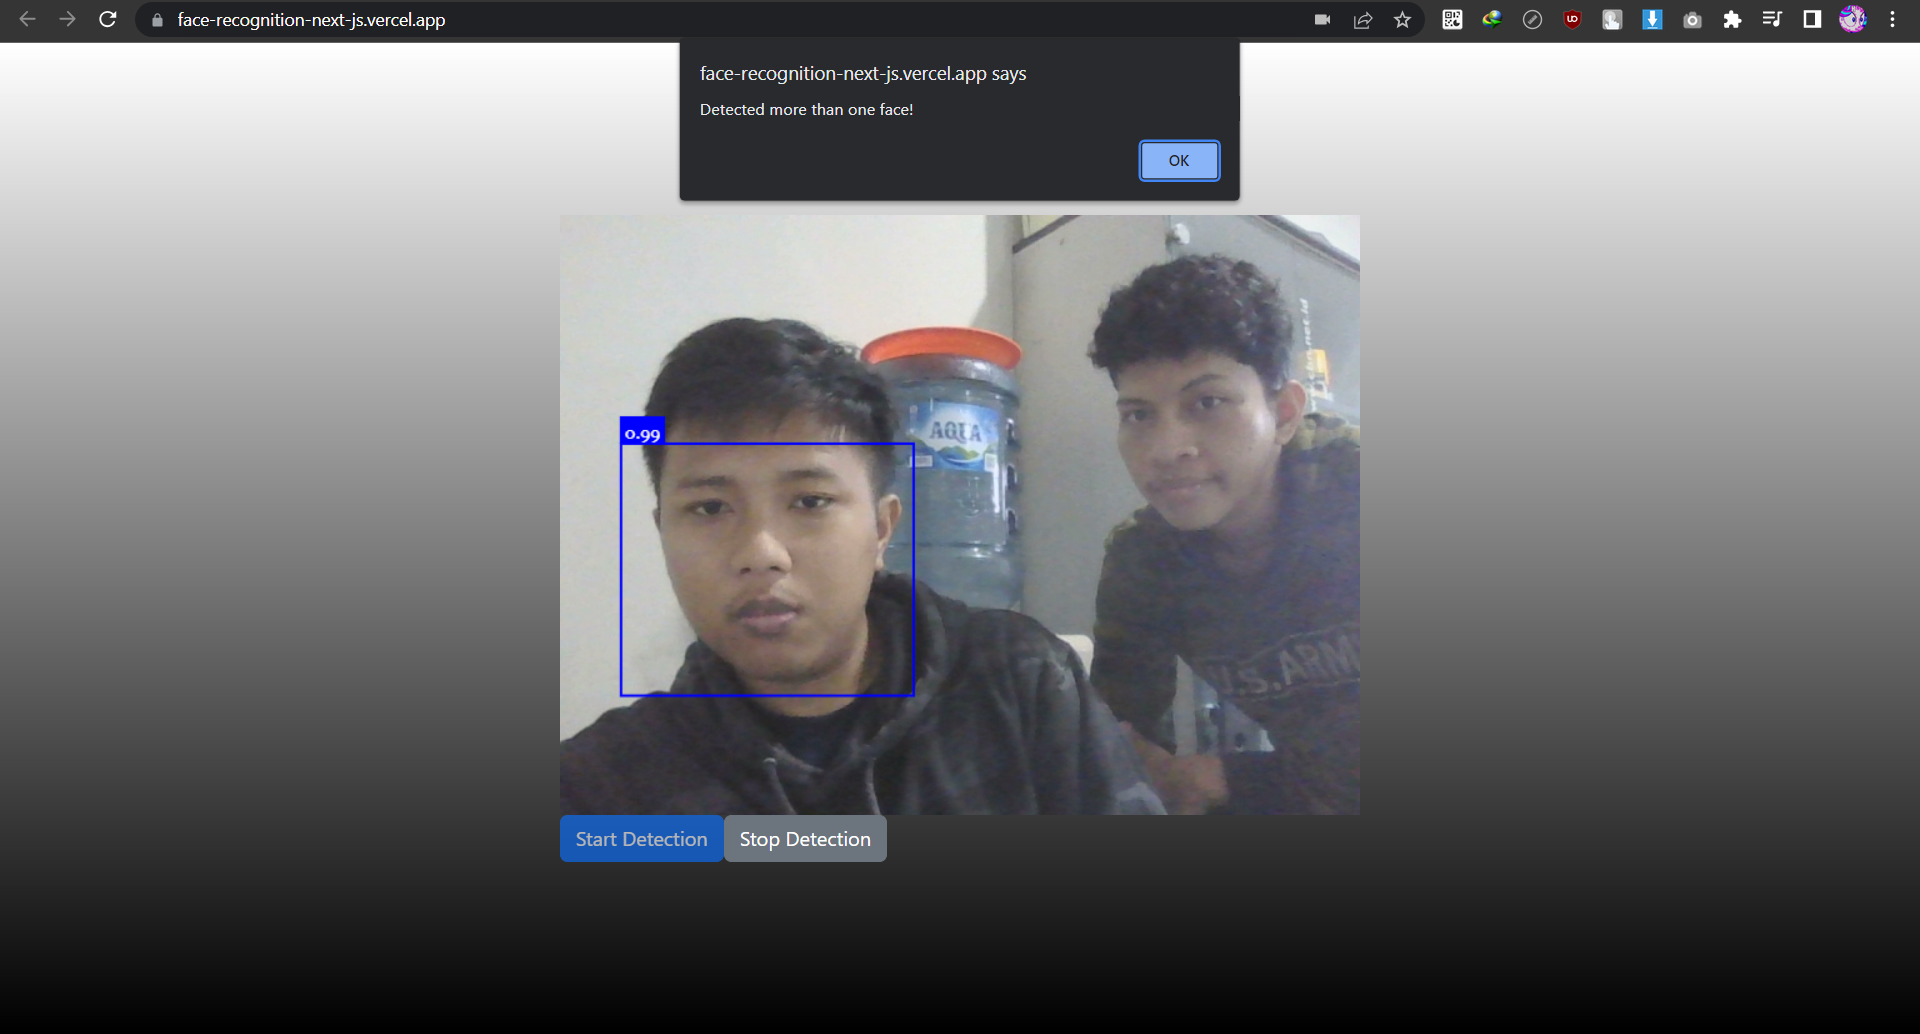 face-recognition-next-js.vercel.app
face-recognition-next-js.vercel.app says
Detected more than one face!
OK
0.99
AQUA
U.S.ARM
Start Detection
Stop Detection